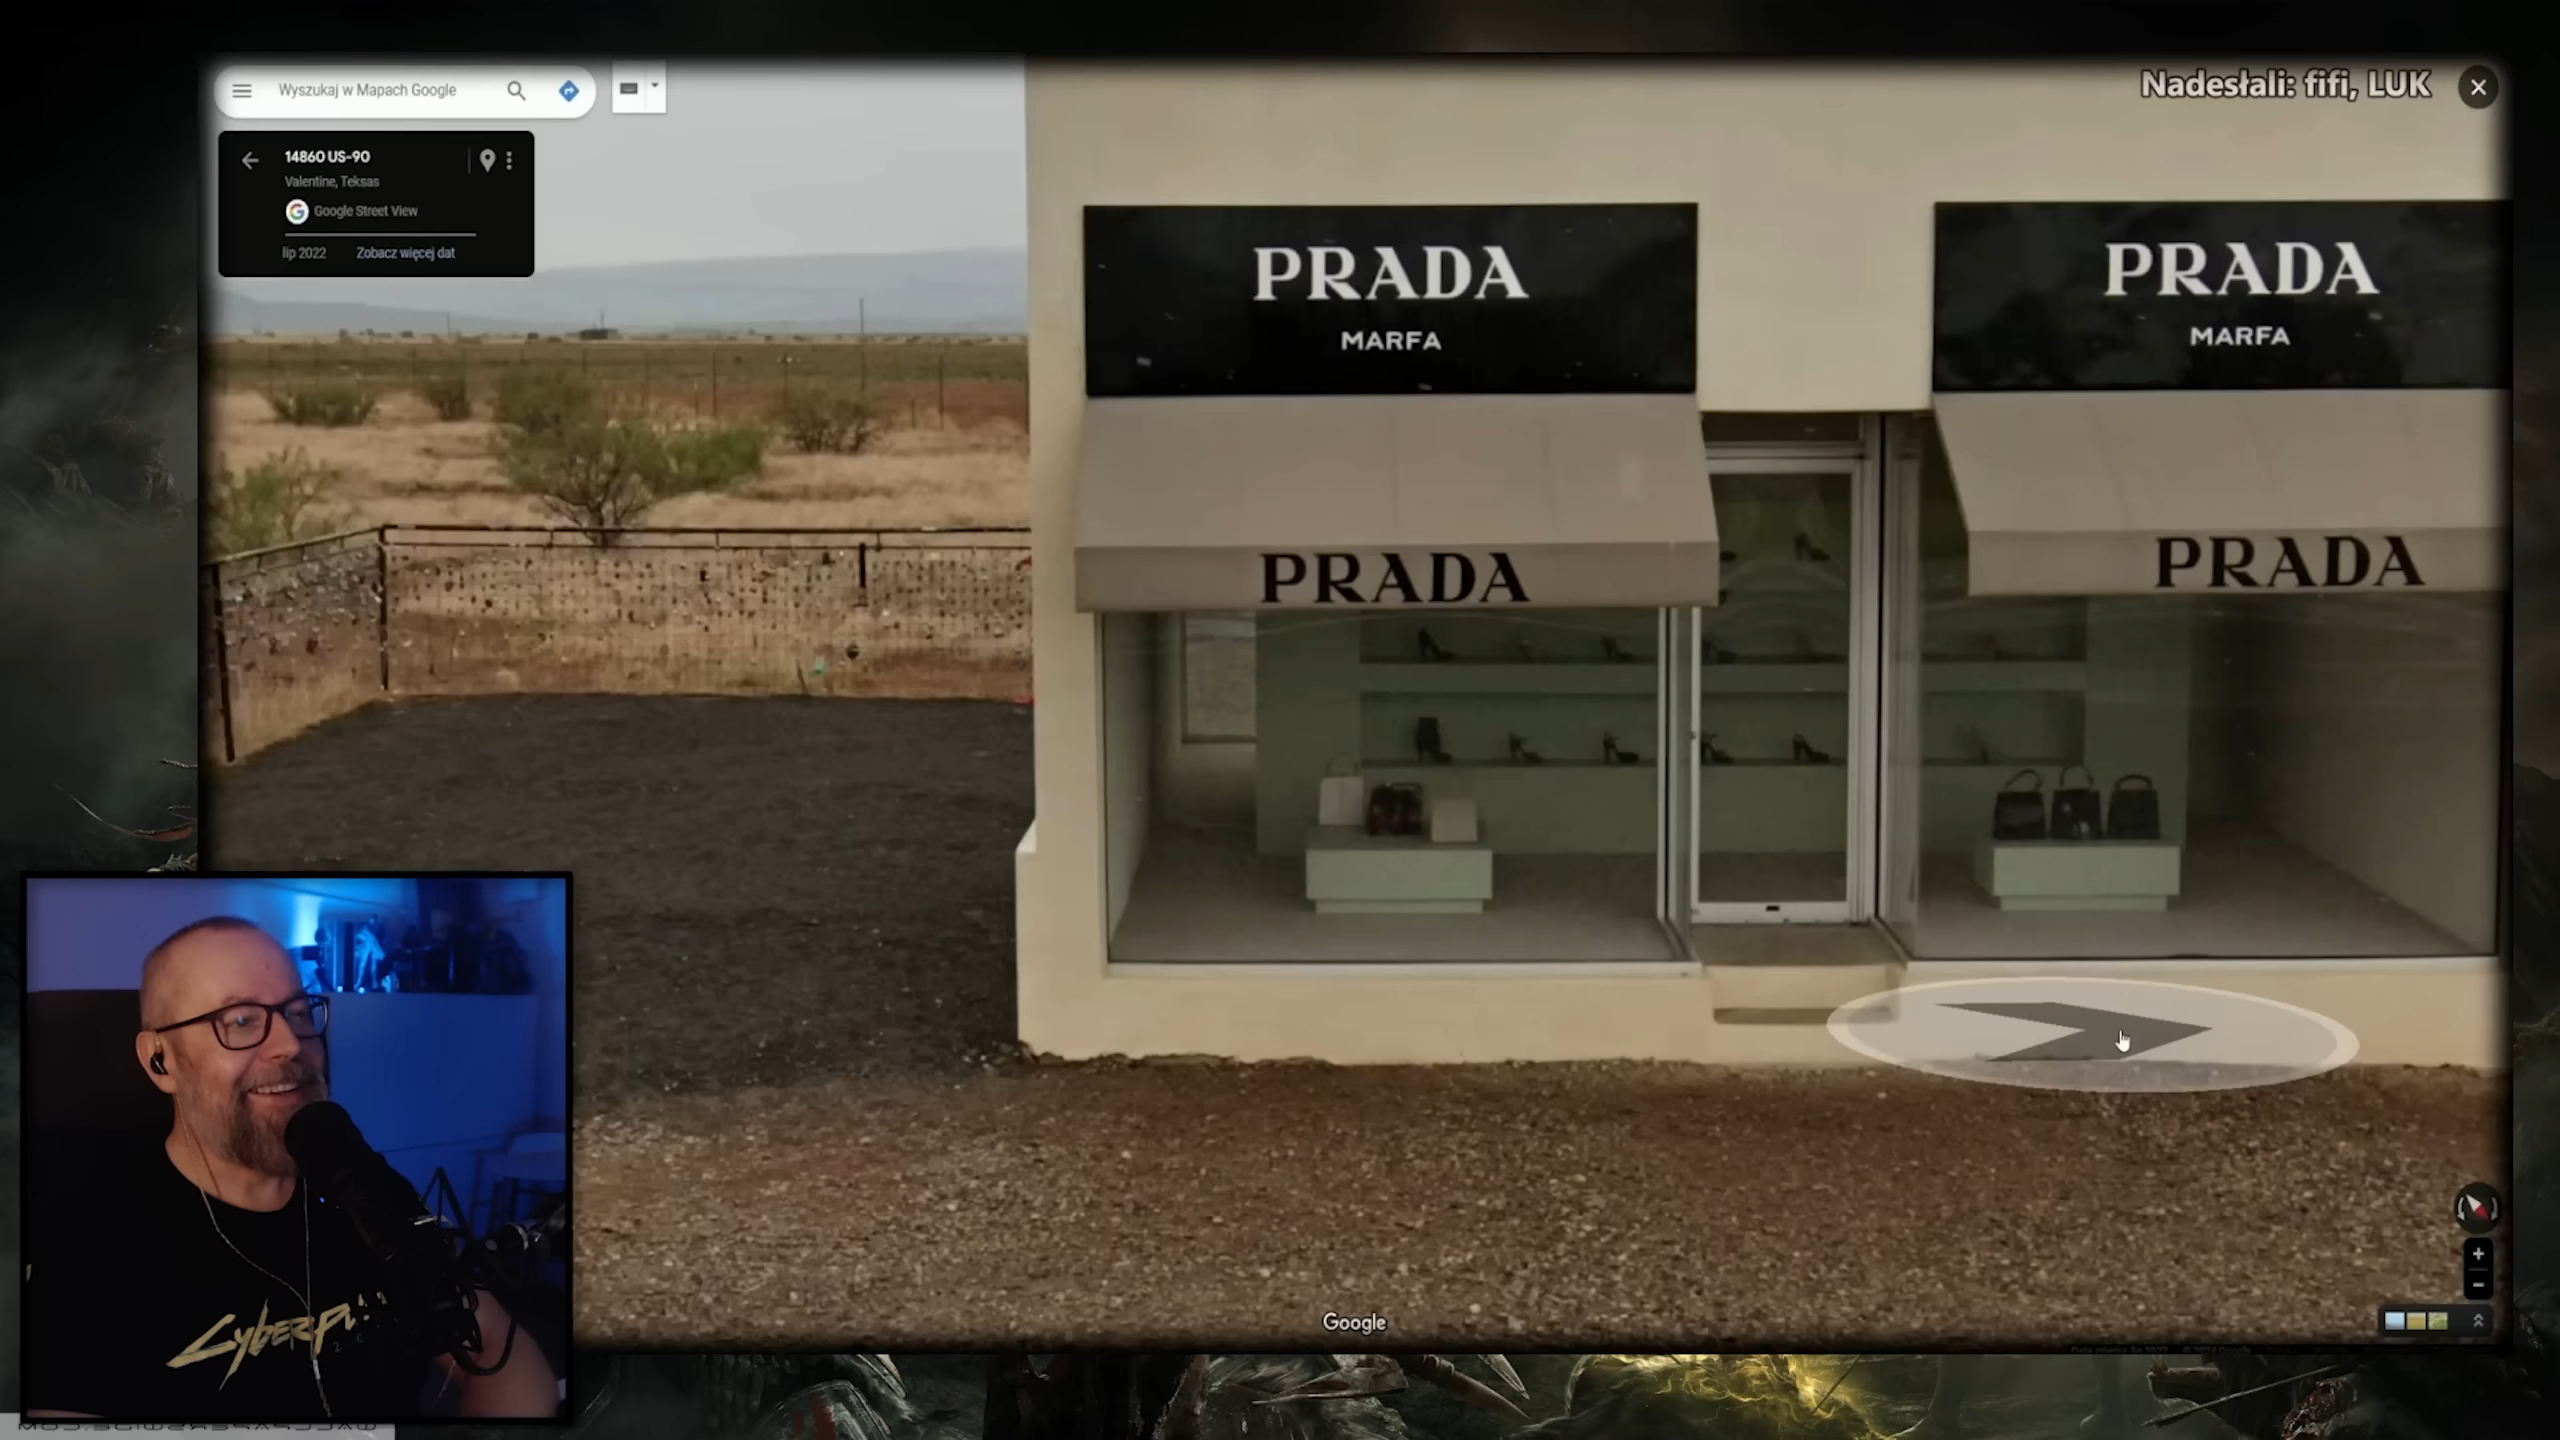 Wyszukaj w Mapach Google
Nadesłali: fifi, LUK
14860 US-90
Valentine, Teksas
Google Street View
lip 2022 Zobacz więcej dat
PRADA
MARFA
PRADA
MARFA
PRADA
PRADA
Google